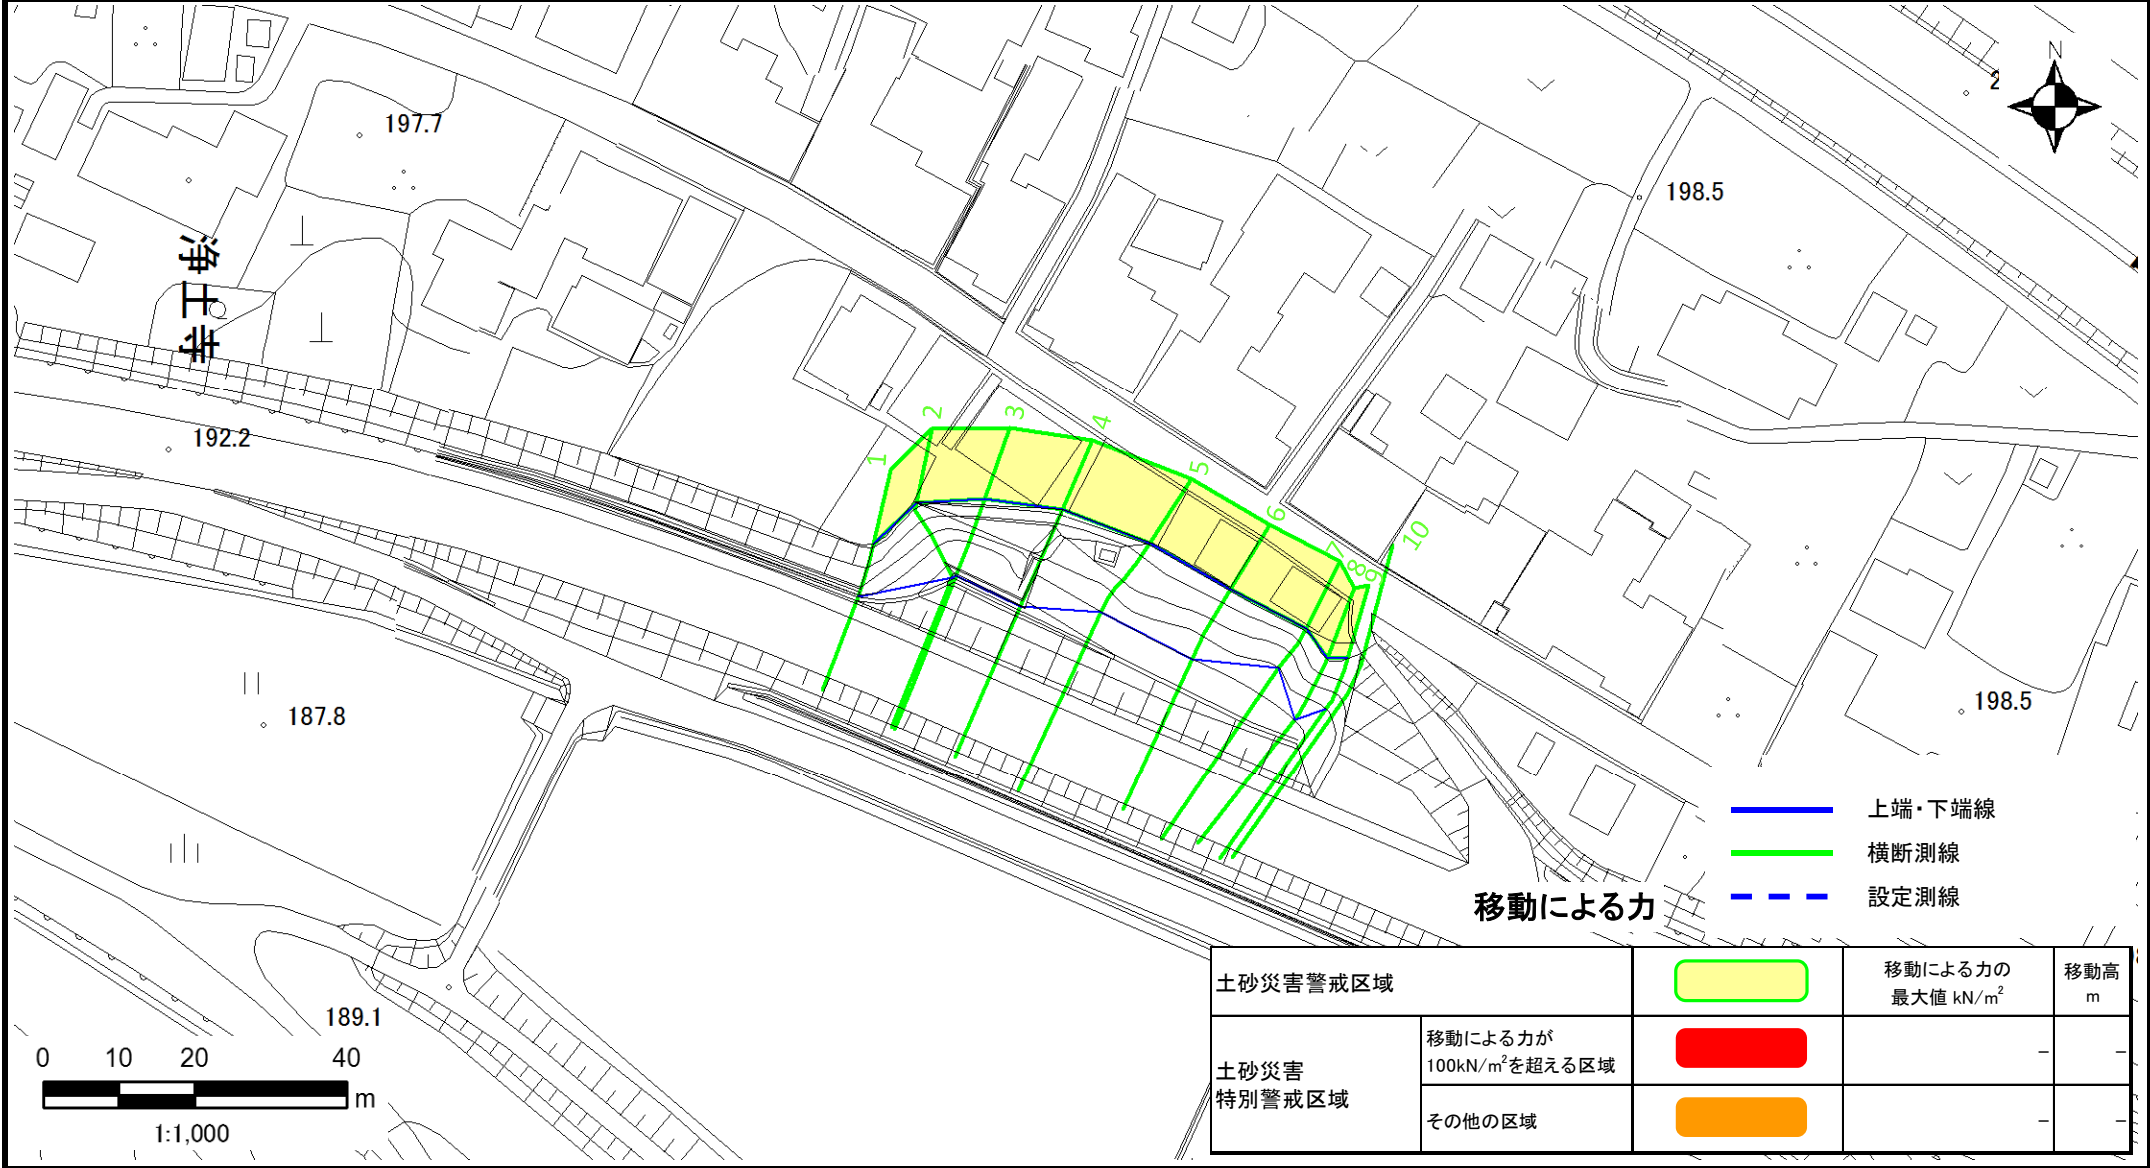 N
2
197.7
198.5
浄土寺
192.2
1
2
3
4
5
6
7
8
9
10
187.8
198.5
189.1
上端・下端線
横断測線
設定測線
移動による力
土砂災害警戒区域
移動による力の
最大値 kN/m²
移動高
m
土砂災害
特別警戒区域
移動による力が
100kN/m²を超える区域
－ －
その他の区域
－ －
0 10 20 40
m
1:1,000